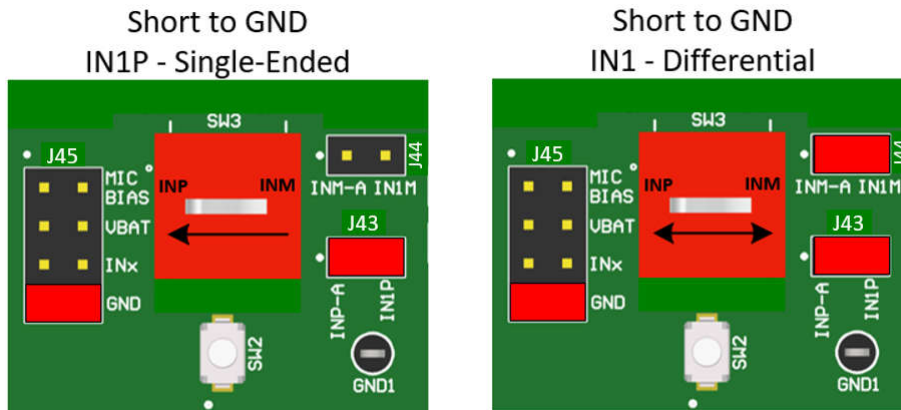 Short to GND
IN1P - Single-Ended
SW3
J45
J44
MIC
BIAS
INP
INM
INM-A IN1M
VBAT
J43
INx
GND
INP-A
IN1P
SW2
GND1
Short to GND
IN1 - Differential
SW3
J45
J44
MIC
BIAS
INP
INM
INM-A IN1M
VBAT
J43
INx
GND
INP-A
IN1P
SW2
GND1